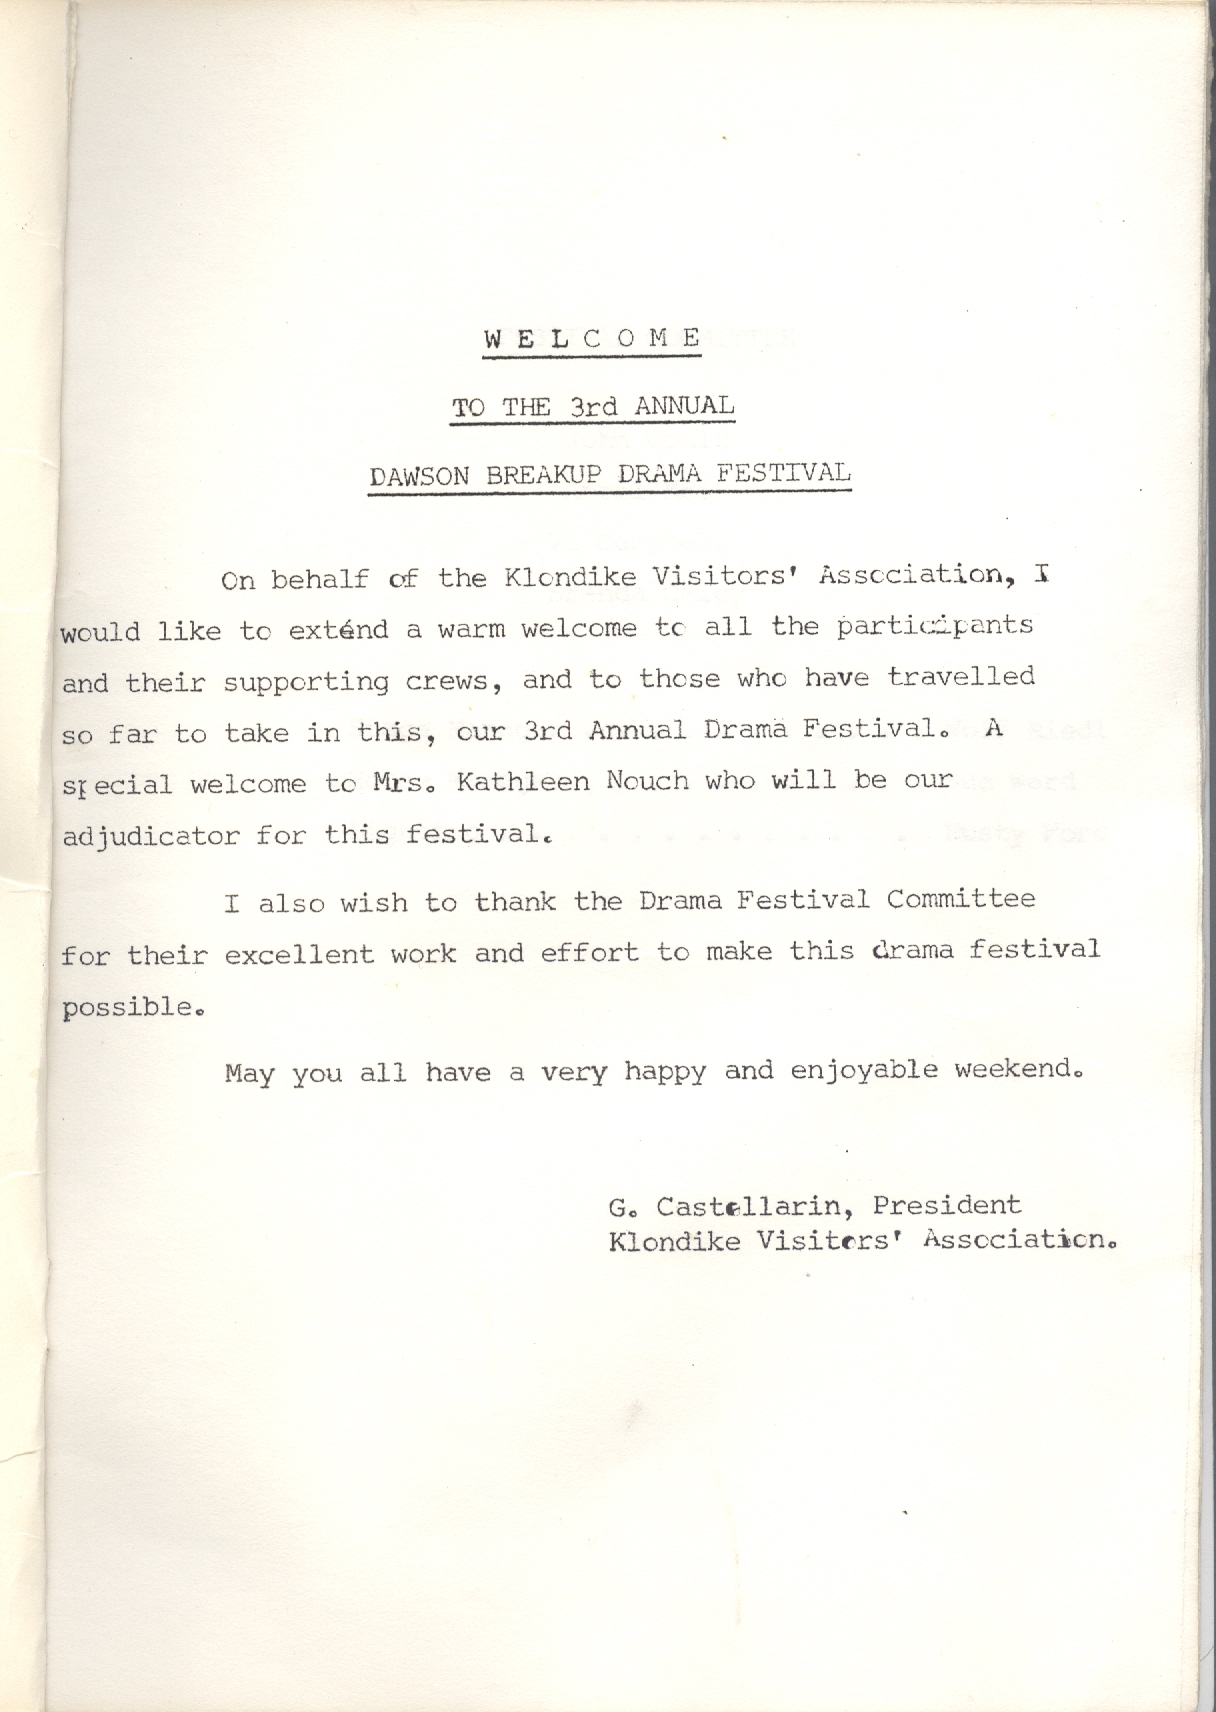 W E L C O M E
TO THE 3rd ANNUAL
DAWSON BREAKUP DRAMA FESTIVAL
On behalf of the Klondike Visitors' Association, I
would like to exténd a warm welcome to all the participants
and their supporting crews, and to those who have travelled
so far to take in this, our 3rd Annual Drama Festival. A
special welcome to Mrs. Kathleen Nouch who will be our
adjudicator for this festival.
I also wish to thank the Drama Festival Committee
for their excellent work and effort to make this drama festival
possible.
May you all have a very happy and enjoyable weekend.
G. Castellarin, President
Klondike Visitors' Association.